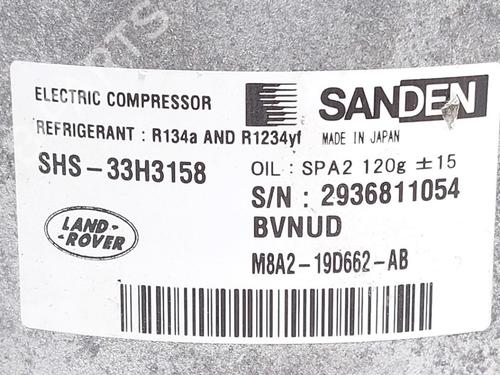 ELECTRIC COMPRESSOR
SANDEN
REFRIGERANT : R134a AND R1234yf
MADE IN JAPAN
SHS-33H3158
OIL : SPA2 120g ±15
S/N : 2936811054
LAND-
-ROVER
BVNUD
M8A2-19D662-AB